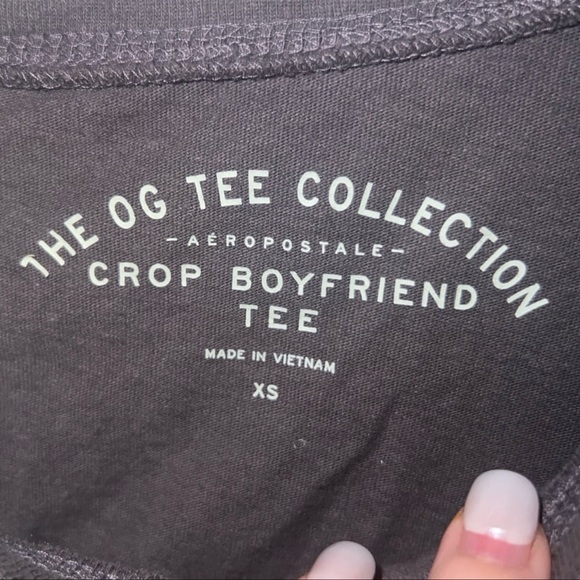 THE OG TEE COLLECTION
– AÉROPOSTALE –
CROP BOYFRIEND
TEE
MADE IN VIETNAM
XS